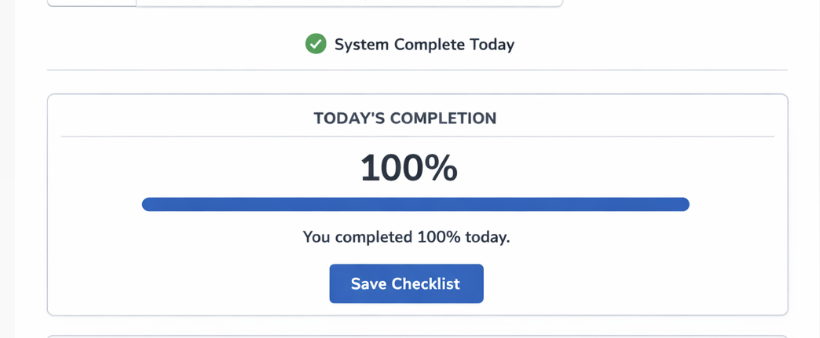 System Complete Today
TODAY'S COMPLETION
100%
You completed 100% today.
Save Checklist